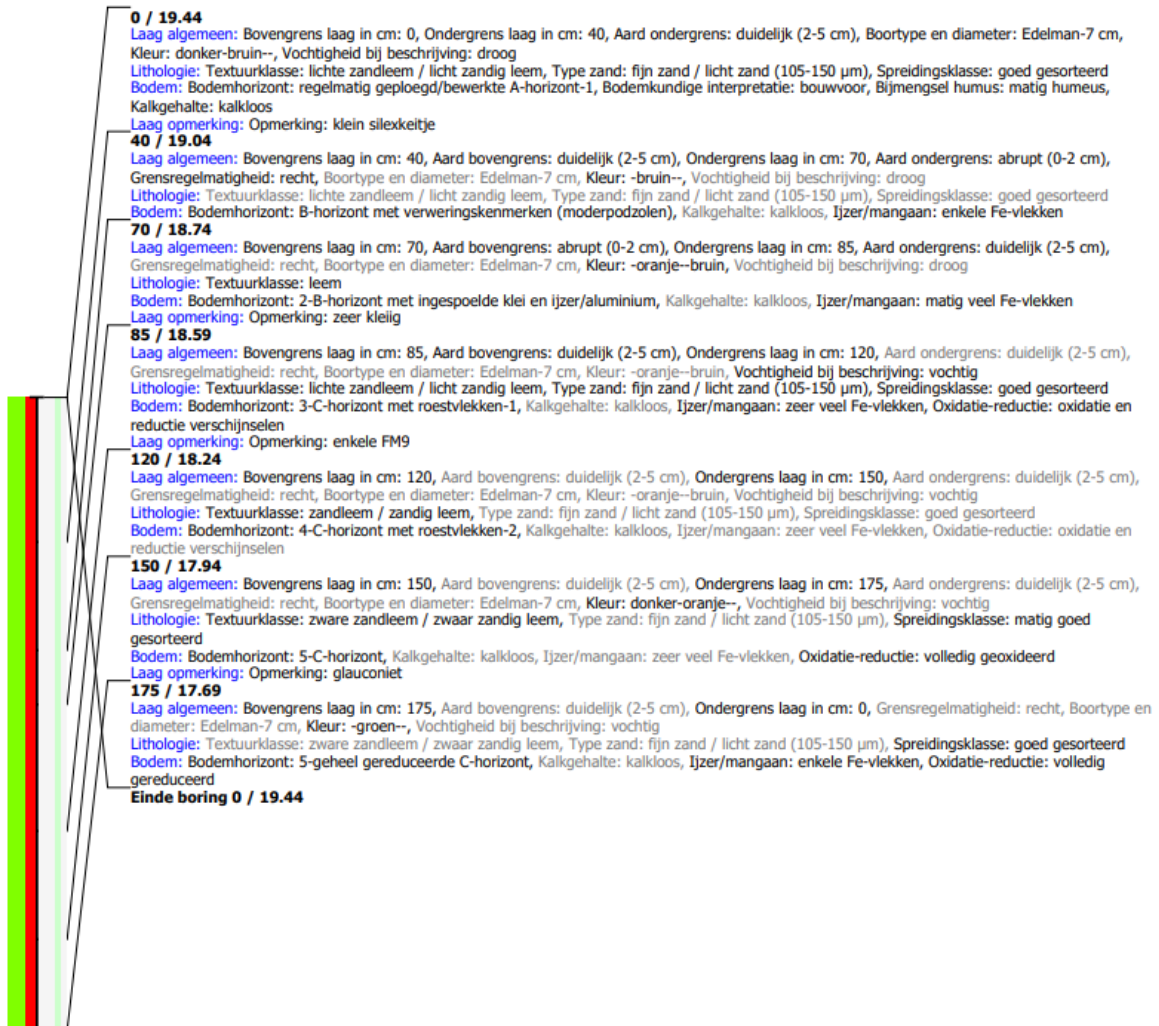 0 / 19.44
Laag algemeen: Bovengrens laag in cm: 0, Ondergrens laag in cm: 40, Aard ondergrens: duidelijk (2-5 cm), Boortype en diameter: Edelman-7 cm,
Kleur: donker-bruin--, Vochtigheid bij beschrijving: droog
Lithologie: Textuurklasse: lichte zandleem / licht zandig leem, Type zand: fijn zand / licht zand (105-150 µm), Spreidingsklasse: goed gesorteerd
Bodem: Bodemhorizont: regelmatig geploegd/bewerkte A-horizont-1, Bodemkundige interpretatie: bouwvoor, Bijmengsel humus: matig humeus,
Kalkgehalte: kalkloos
Laag opmerking: Opmerking: klein silexkeitje
40 / 19.04
Laag algemeen: Bovengrens laag in cm: 40, Aard bovengrens: duidelijk (2-5 cm), Ondergrens laag in cm: 70, Aard ondergrens: abrupt (0-2 cm),
Grensregelmatigheid: recht, Boortype en diameter: Edelman-7 cm, Kleur: -bruin--, Vochtigheid bij beschrijving: droog
Lithologie: Textuurklasse: lichte zandleem / licht zandig leem, Type zand: fijn zand / licht zand (105-150 µm), Spreidingsklasse: goed gesorteerd
Bodem: Bodemhorizont: B-horizont met verweringskenmerken (moderpodzolen), Kalkgehalte: kalkloos, Ijzer/mangaan: enkele Fe-vlekken
70 / 18.74
Laag algemeen: Bovengrens laag in cm: 70, Aard bovengrens: abrupt (0-2 cm), Ondergrens laag in cm: 85, Aard ondergrens: duidelijk (2-5 cm),
Grensregelmatigheid: recht, Boortype en diameter: Edelman-7 cm, Kleur: -oranje--bruin, Vochtigheid bij beschrijving: droog
Lithologie: Textuurklasse: leem
Bodem: Bodemhorizont: 2-B-horizont met ingespoelde klei en ijzer/aluminium, Kalkgehalte: kalkloos, Ijzer/mangaan: matig veel Fe-vlekken
Laag opmerking: Opmerking: zeer kleiig
85 / 18.59
Laag algemeen: Bovengrens laag in cm: 85, Aard bovengrens: duidelijk (2-5 cm), Ondergrens laag in cm: 120, Aard ondergrens: duidelijk (2-5 cm),
Grensregelmatigheid: recht, Boortype en diameter: Edelman-7 cm, Kleur: -oranje--bruin, Vochtigheid bij beschrijving: vochtig
Lithologie: Textuurklasse: lichte zandleem / licht zandig leem, Type zand: fijn zand / licht zand (105-150 µm), Spreidingsklasse: goed gesorteerd
Bodem: Bodemhorizont: 3-C-horizont met roestvlekken-1, Kalkgehalte: kalkloos, Ijzer/mangaan: zeer veel Fe-vlekken, Oxidatie-reductie: oxidatie en
reductie verschijnselen
Laag opmerking: Opmerking: enkele FM9
120 / 18.24
Laag algemeen: Bovengrens laag in cm: 120, Aard bovengrens: duidelijk (2-5 cm), Ondergrens laag in cm: 150, Aard ondergrens: duidelijk (2-5 cm),
Grensregelmatigheid: recht, Boortype en diameter: Edelman-7 cm, Kleur: -oranje--bruin, Vochtigheid bij beschrijving: vochtig
Lithologie: Textuurklasse: zandleem / zandig leem, Type zand: fijn zand / licht zand (105-150 µm), Spreidingsklasse: goed gesorteerd
Bodem: Bodemhorizont: 4-C-horizont met roestvlekken-2, Kalkgehalte: kalkloos, Ijzer/mangaan: zeer veel Fe-vlekken, Oxidatie-reductie: oxidatie en
reductie verschijnselen
150 / 17.94
Laag algemeen: Bovengrens laag in cm: 150, Aard bovengrens: duidelijk (2-5 cm), Ondergrens laag in cm: 175, Aard ondergrens: duidelijk (2-5 cm),
Grensregelmatigheid: recht, Boortype en diameter: Edelman-7 cm, Kleur: donker-oranje--, Vochtigheid bij beschrijving: vochtig
Lithologie: Textuurklasse: zware zandleem / zwaar zandig leem, Type zand: fijn zand / licht zand (105-150 µm), Spreidingsklasse: matig goed
gesorteerd
Bodem: Bodemhorizont: 5-C-horizont, Kalkgehalte: kalkloos, Ijzer/mangaan: zeer veel Fe-vlekken, Oxidatie-reductie: volledig geoxideerd
Laag opmerking: Opmerking: glauconiet
175 / 17.69
Laag algemeen: Bovengrens laag in cm: 175, Aard bovengrens: duidelijk (2-5 cm), Ondergrens laag in cm: 0, Grensregelmatigheid: recht, Boortype en
diameter: Edelman-7 cm, Kleur: -groen--, Vochtigheid bij beschrijving: vochtig
Lithologie: Textuurklasse: zware zandleem / zwaar zandig leem, Type zand: fijn zand / licht zand (105-150 µm), Spreidingsklasse: goed gesorteerd
Bodem: Bodemhorizont: 5-geheel gereduceerde C-horizont, Kalkgehalte: kalkloos, Ijzer/mangaan: enkele Fe-vlekken, Oxidatie-reductie: volledig
gereduceerd
Einde boring 0 / 19.44